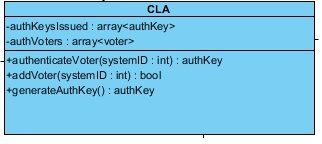 CLA
-authKeysIssued : array<authKey>
-authVoters : array<voter>
+authenticateVoter(systemID : int) : authKey
+addVoter(systemID : int) : bool
+generateAuthKey() : authKey